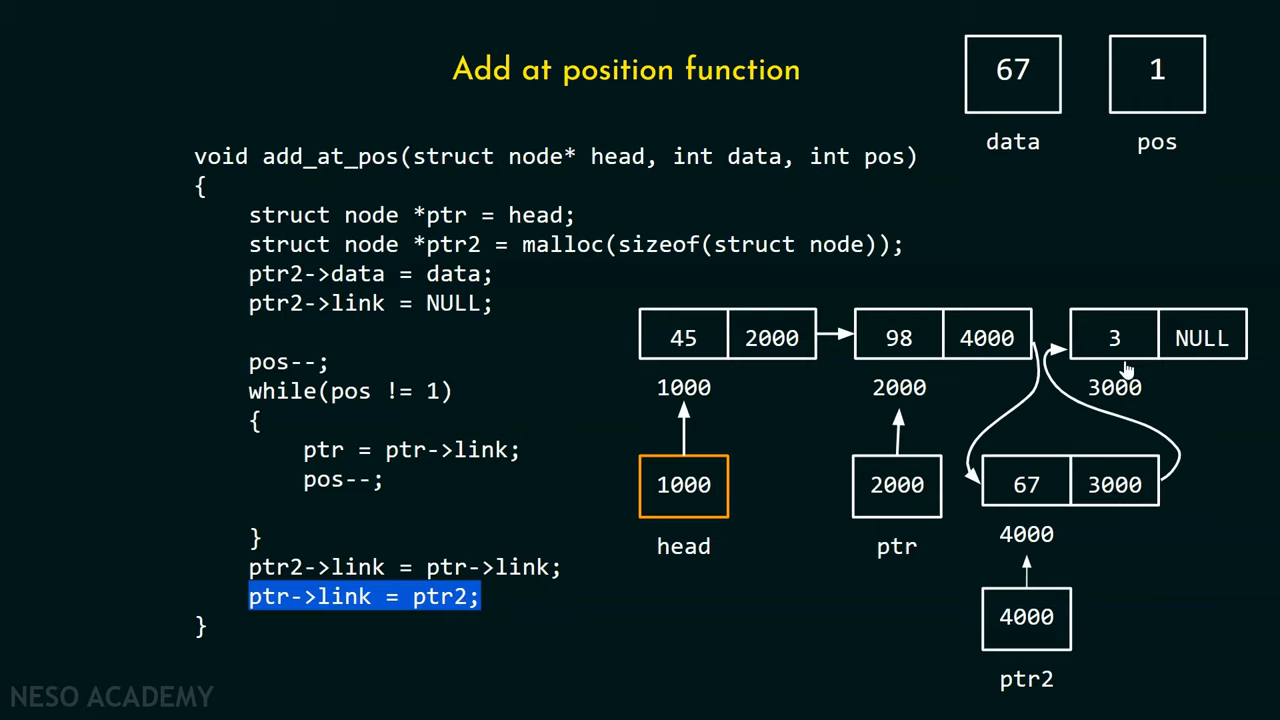 Add at position function
67
1
data
pos
void add_at_pos(struct node* head, int data, int pos)
{
struct node *ptr = head;
struct node *ptr2 = malloc(sizeof(struct node));
ptr2->data = data;
ptr2->link = NULL;
pos--;
while(pos != 1)
{
ptr = ptr->link;
pos--;
}
ptr2->link = ptr->link;
ptr->link = ptr2;
}
45 2000 98 4000 3 NULL
1000 2000 3000
1000 2000 67 3000
head ptr 4000
4000
ptr2
NESO ACADEMY